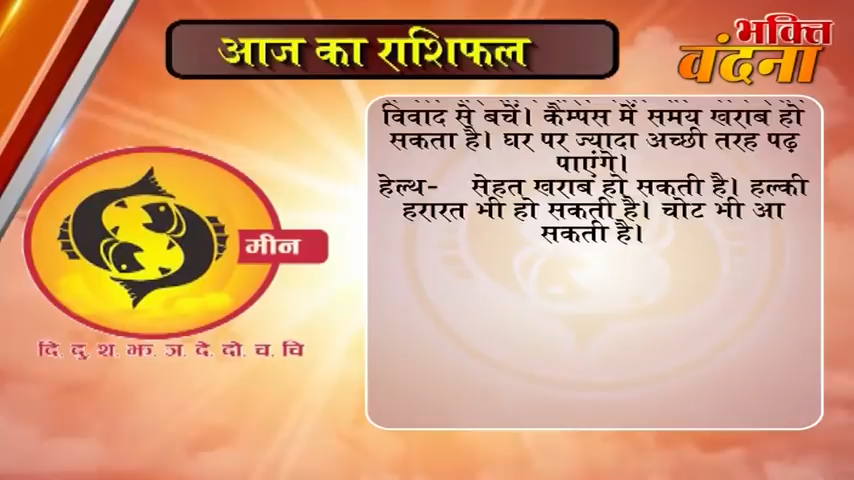 आज का राशिफल
भक्ति
वंदना
विवाद से बचें। कैम्पस में समय खराब हो
सकता है। घर पर ज्यादा अच्छी तरह पढ़
पाएंगे।
हेल्थ- सेहत खराब हो सकती है। हल्की
हरारत भी हो सकती है। चोट भी आ
सकती है।
मीन
दि. दु. श. झ. ञ. दे. दो. च. चि